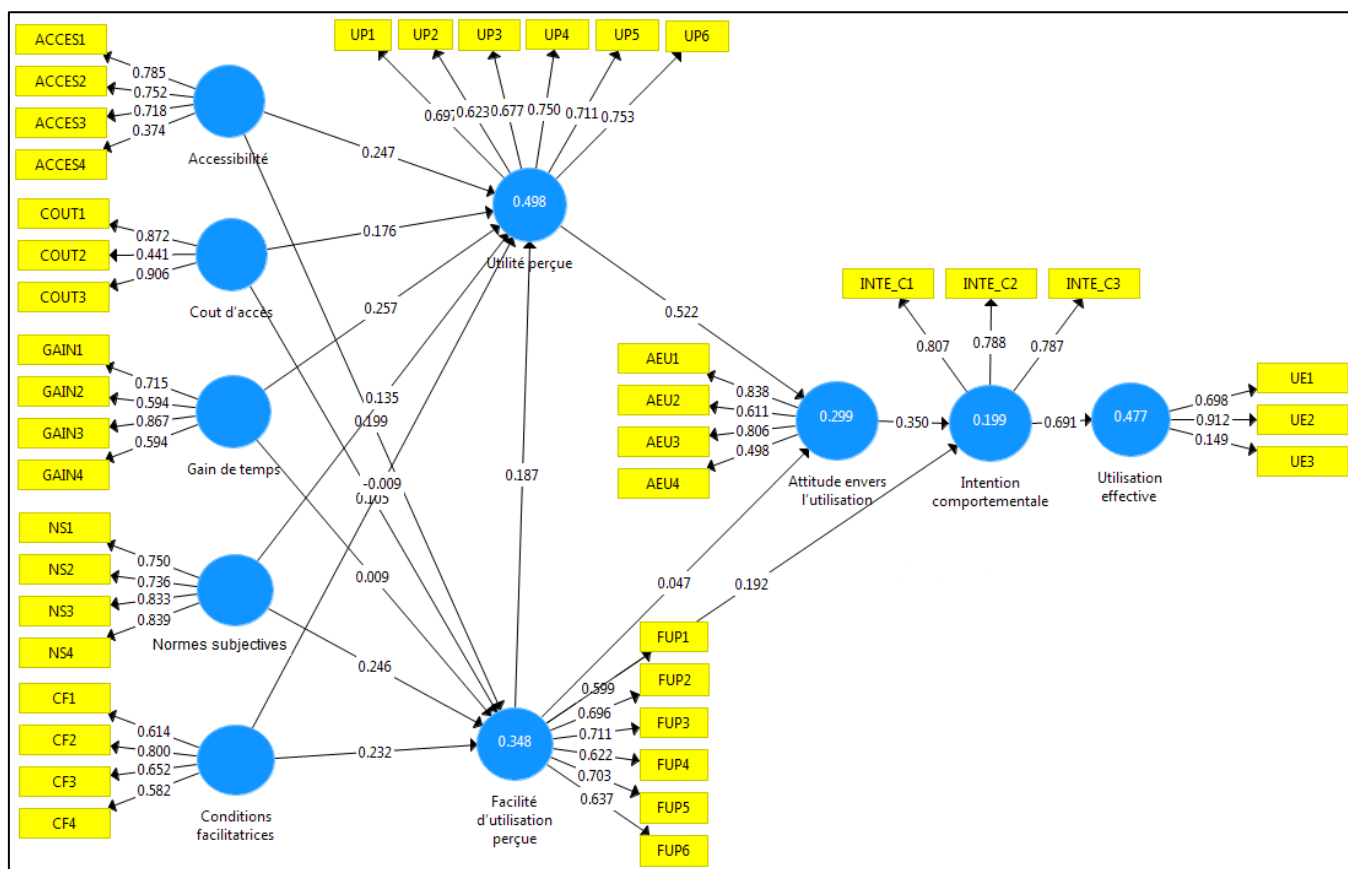 ACCES1
ACCES2
ACCES3
ACCES4
0.785
0.752
0.718
0.374
Accessibilité
COUT1
COUT2
COUT3
0.872
0.441
0.906
Cout d'accès
GAIN1
GAIN2
GAIN3
GAIN4
0.715
0.594
0.867
0.594
Gain de temps
NS1
NS2
NS3
NS4
0.750
0.736
0.833
0.839
Normes subjectives
CF1
CF2
CF3
CF4
0.614
0.800
0.652
0.582
Conditions
facilitatrices
0.247
0.176
0.257
0.135
0.199
-0.009
0.105
0.009
0.246
0.232
UP1
UP2
UP3
UP4
UP5
UP6
0.697
0.623
0.677
0.750
0.711
0.753
0.498
Utilité perçue
0.187
0.348
Facilité
d'utilisation
perçue
0.522
0.047
0.192
FUP1
FUP2
FUP3
FUP4
FUP5
FUP6
0.599
0.696
0.711
0.622
0.703
0.637
AEU1
AEU2
AEU3
AEU4
0.838
0.611
0.806
0.498
0.299
Attitude envers
l'utilisation
0.350
INTE_C1
INTE_C2
INTE_C3
0.807
0.788
0.787
0.199
Intention
comportementale
0.691
0.477
Utilisation
effective
0.698
0.912
0.149
UE1
UE2
UE3